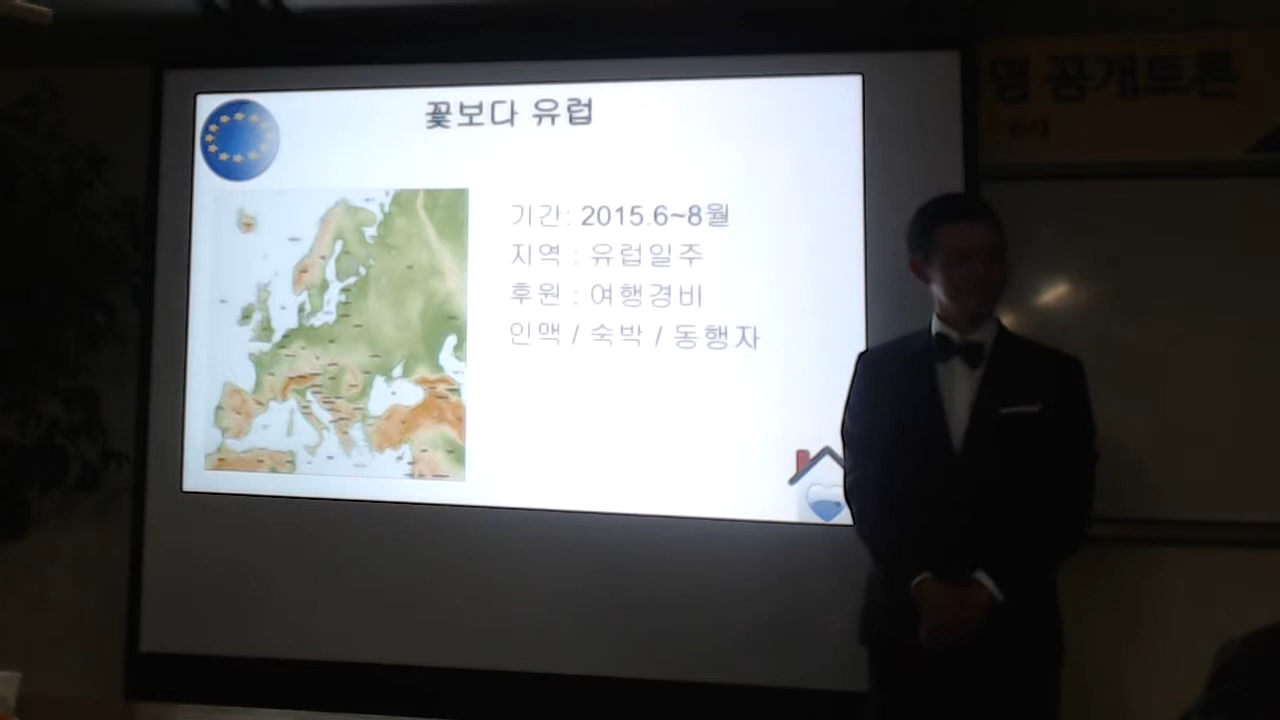 꽃보다 유럽
기간: 2015.6~8월
지역 : 유럽일주
후원 : 여행경비
인맥 / 숙박 / 동행자
공개토론